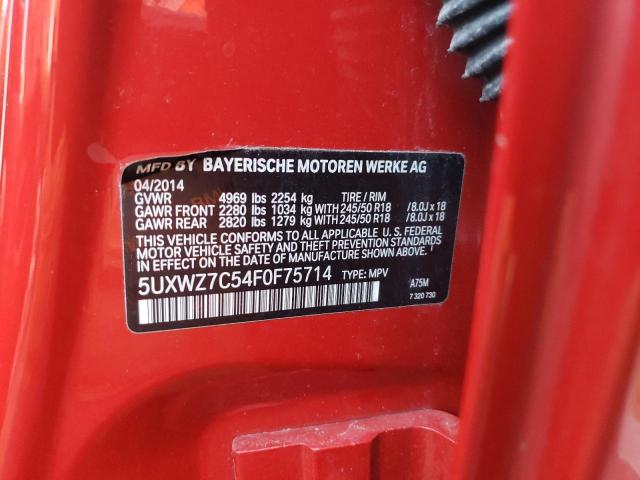 MFD BY BAYERISCHE MOTOREN WERKE AG
04/2014
GVWR 4969 lbs 2254 kg TIRE / RIM
GAWR FRONT 2280 lbs 1034 kg WITH 245/50 R18 /8.0J x 18
GAWR REAR 2820 lbs 1279 kg WITH 245/50 R18 /8.0J x 18
THIS VEHICLE CONFORMS TO ALL APPLICABLE FEDERAL
MOTOR VEHICLE SAFETY, BUMPER, AND THEFT PREVENTION
STANDARDS IN EFFECT ON THE DATE OF MANUFACTURE
SHOWN ABOVE.
5UXWZ7C54F0F75714 TYPE: MPV
A75M
7 320 730